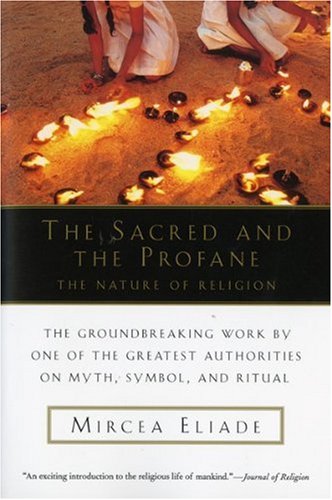 THE SACRED AND
THE PROFANE
THE NATURE OF RELIGION
THE GROUNDBREAKING WORK BY
ONE OF THE GREATEST AUTHORITIES
ON MYTH, SYMBOL, AND RITUAL
MIRCEA ELIADE
"An exciting introduction to the religious life of mankind."—Journal of Religion